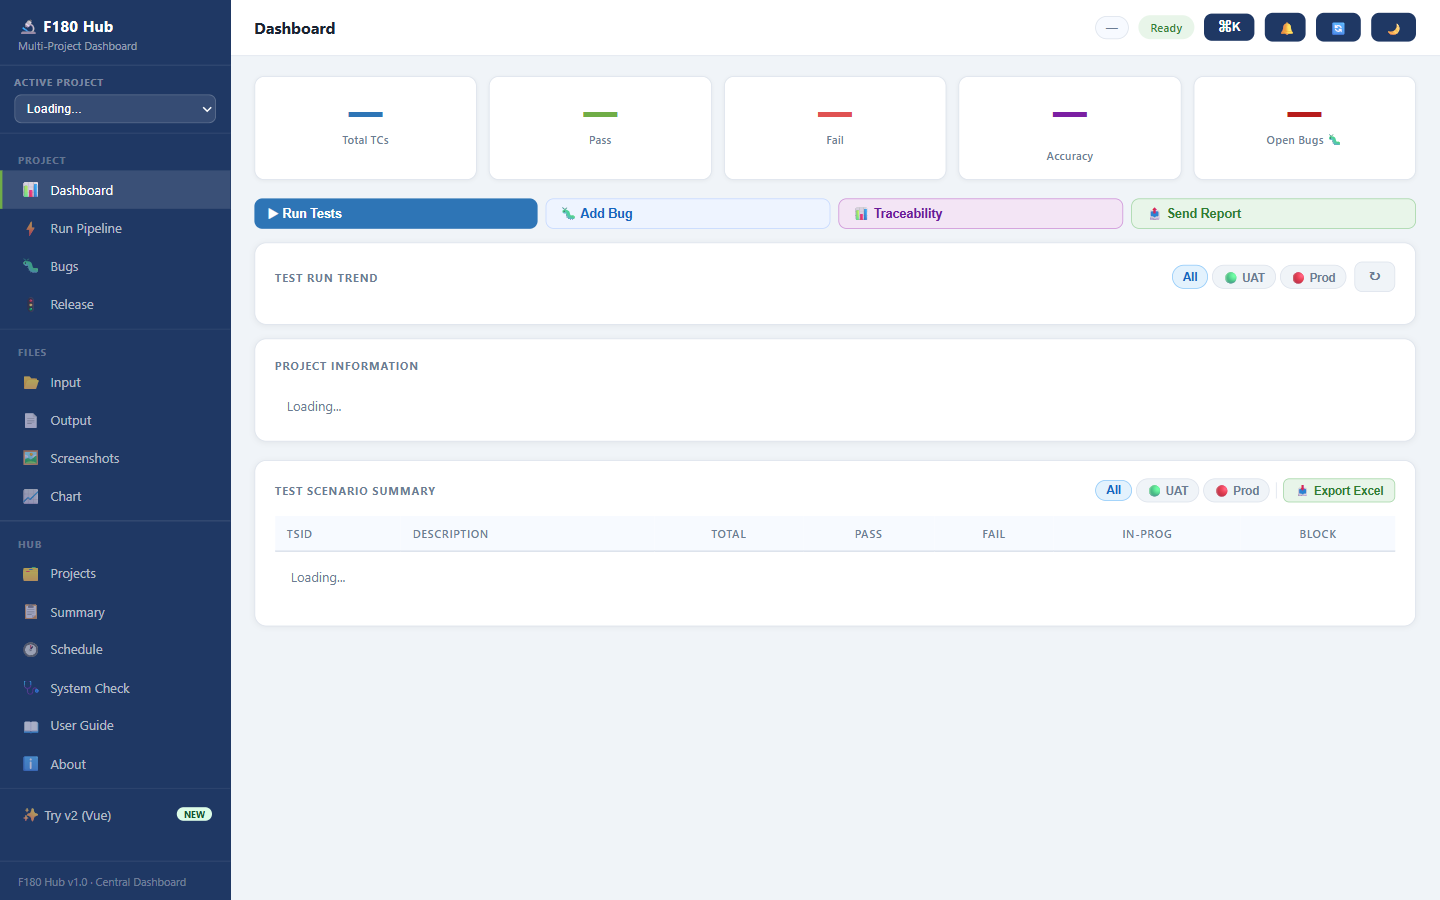 F180 Hub
Multi-Project Dashboard
ACTIVE PROJECT
Loading...
PROJECT
Dashboard
Run Pipeline
Bugs
Release
FILES
Input
Output
Screenshots
Chart
HUB
Projects
Summary
Schedule
System Check
User Guide
About
Try v2 (Vue) NEW
F180 Hub v1.0 · Central Dashboard
Dashboard
— Ready ⌘K
— Total TCs
— Pass
— Fail
— Accuracy
— Open Bugs
▶ Run Tests
Add Bug
Traceability
Send Report
TEST RUN TREND
All UAT Prod ↻
PROJECT INFORMATION
Loading...
TEST SCENARIO SUMMARY
All UAT Prod Export Excel
TSID DESCRIPTION TOTAL PASS FAIL IN-PROG BLOCK
Loading...